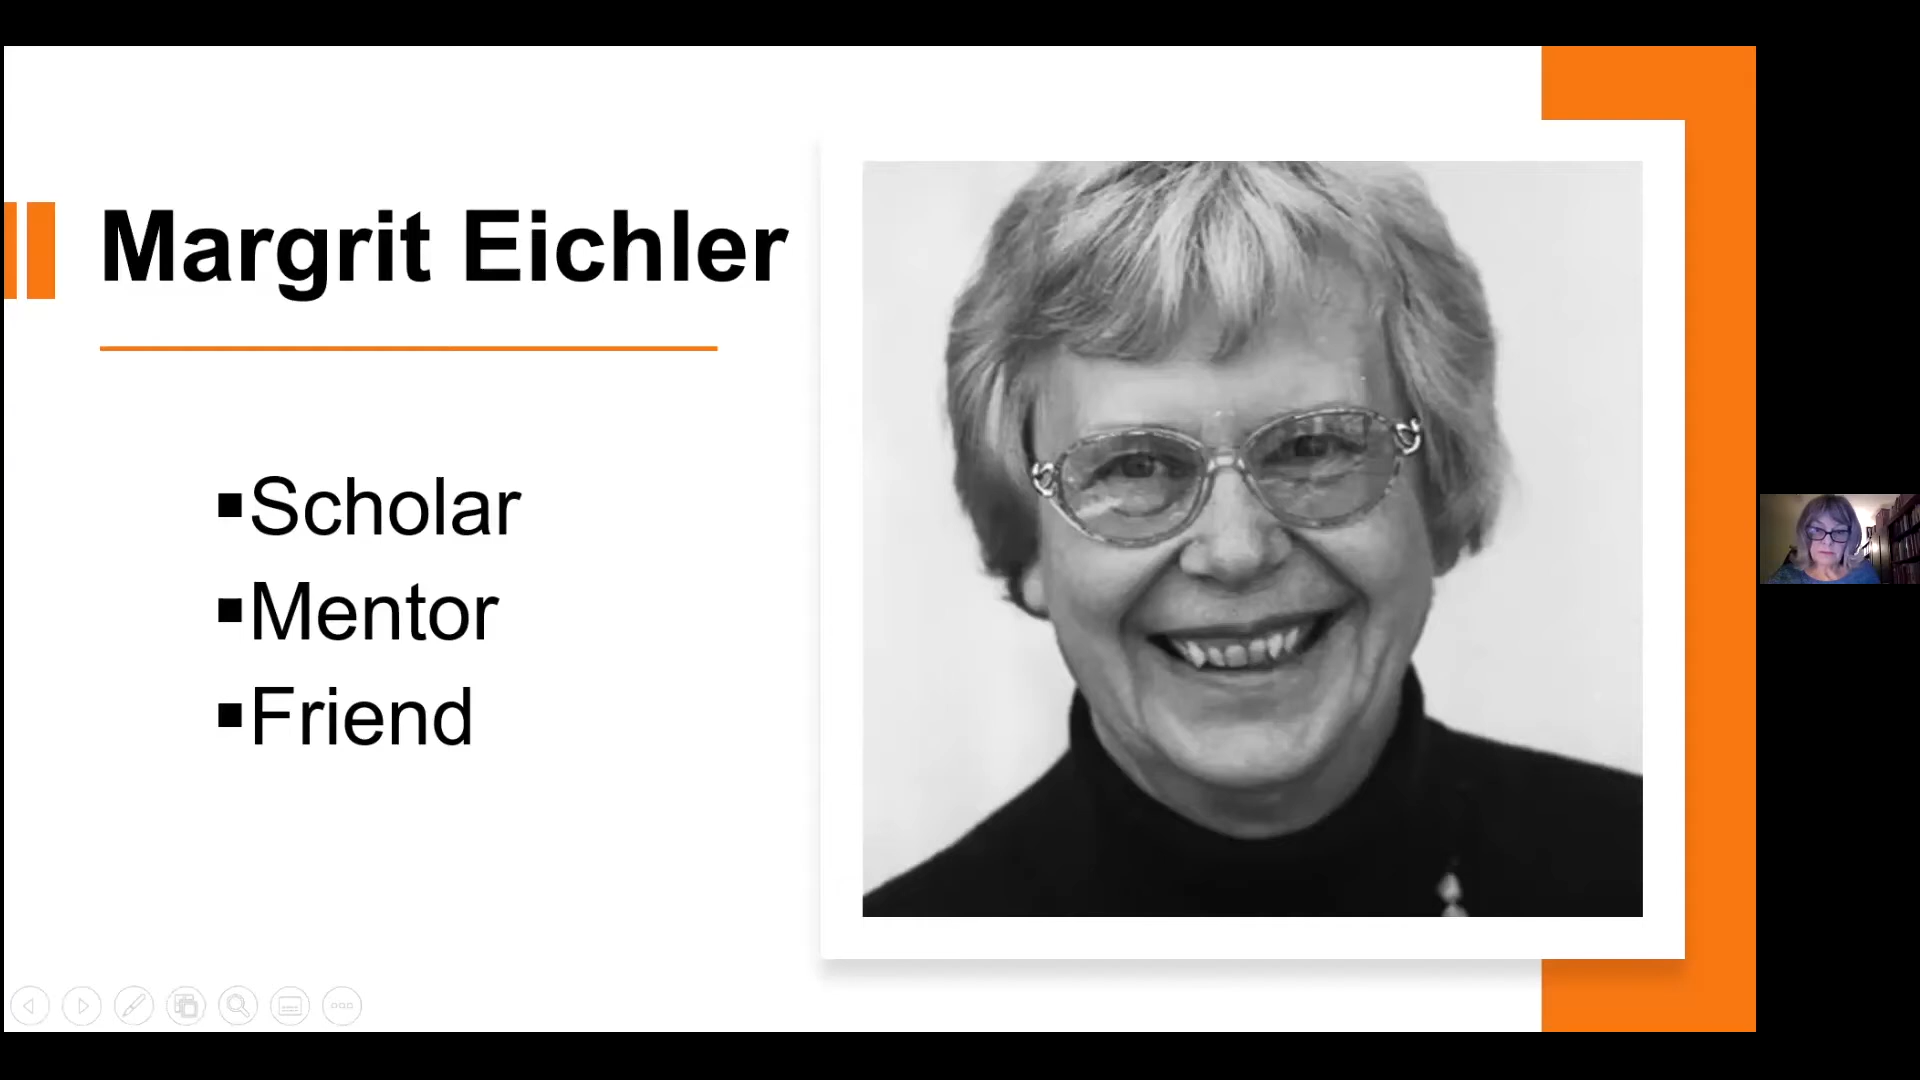 Margrit Eichler
▪Scholar
▪Mentor
▪Friend